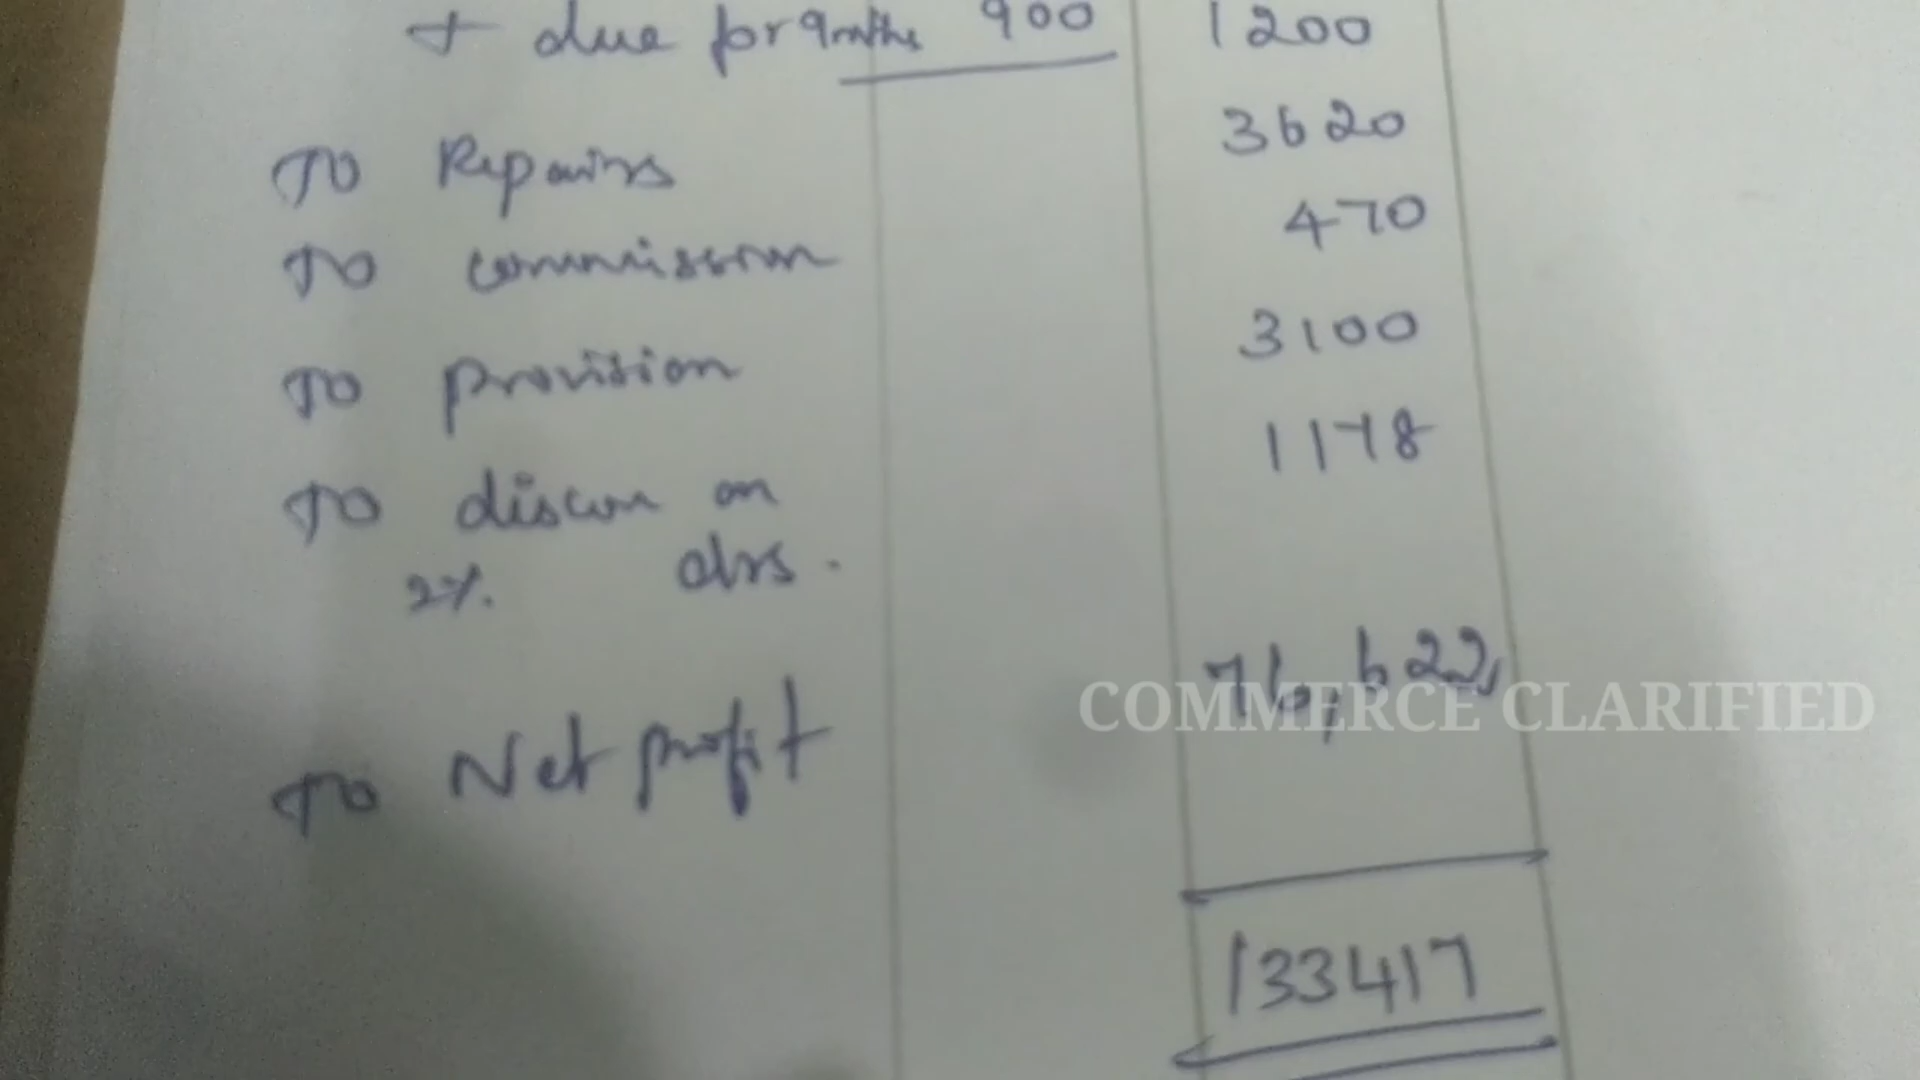 + due for 9mths 900 1200
To Repairs 3620
To commission 470
To provision 3100
To discou on 1178
2% drs.
To Net profit 76,622
COMMERCE CLARIFIED
133417